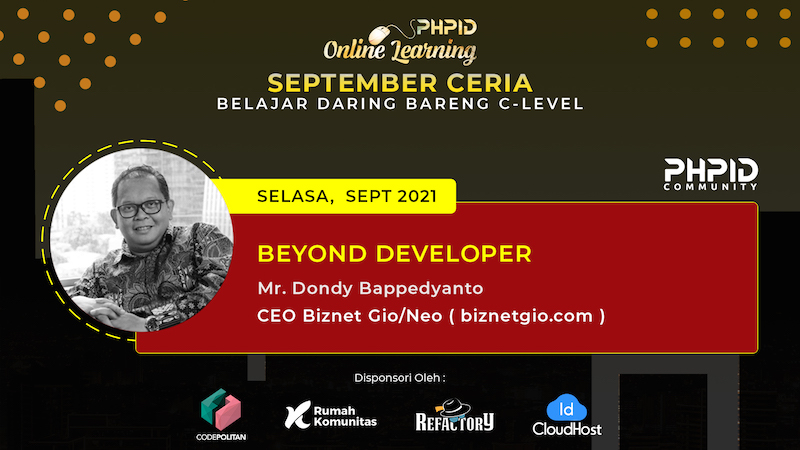 PHPID
Online Learning
SEPTEMBER CERIA
BELAJAR DARING BARENG C-LEVEL
PHPID
COMMUNITY
SELASA, SEPT 2021
BEYOND DEVELOPER
Mr. Dondy Bappedyanto
CEO Biznet Gio/Neo ( biznetgio.com )
Disponsori Oleh :
CODEPOLITAN
Rumah
Komunitas
REFACTORY
Id
CloudHost